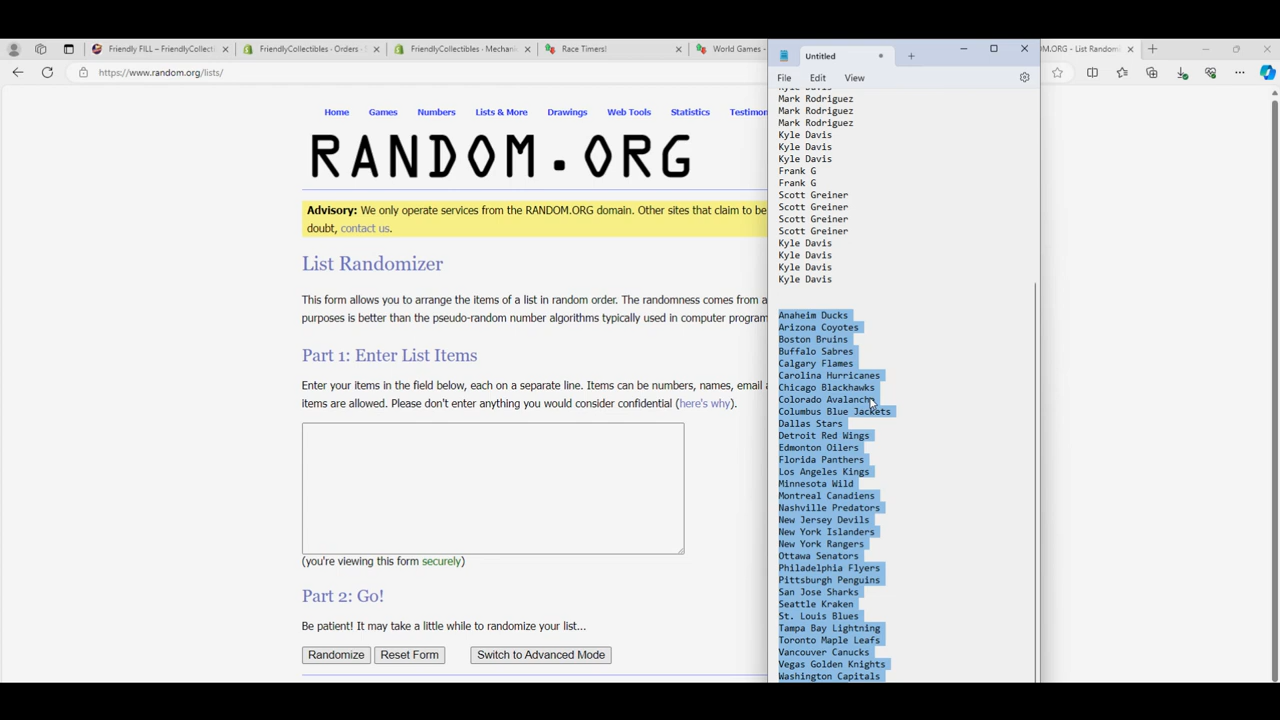 Friendly FILL – FriendlyCollecti
FriendlyCollectibles · Orders ·
FriendlyCollectibles · Mechani
Race Timers!
World Games -
OM.ORG - List Randomi
https://www.random.org/lists/
Untitled
File Edit View
Home Games Numbers Lists & More Drawings Web Tools Statistics Testimon
RANDOM.ORG
Advisory: We only operate services from the RANDOM.ORG domain. Other sites that claim to be
doubt, contact us.
List Randomizer
This form allows you to arrange the items of a list in random order. The randomness comes from a
purposes is better than the pseudo-random number algorithms typically used in computer program
Part 1: Enter List Items
Enter your items in the field below, each on a separate line. Items can be numbers, names, email a
items are allowed. Please don't enter anything you would consider confidential (here's why).
(you're viewing this form securely)
Part 2: Go!
Be patient! It may take a little while to randomize your list...
Randomize Reset Form Switch to Advanced Mode
Kyle Davis
Mark Rodriguez
Mark Rodriguez
Mark Rodriguez
Kyle Davis
Kyle Davis
Kyle Davis
Frank G
Frank G
Scott Greiner
Scott Greiner
Scott Greiner
Scott Greiner
Kyle Davis
Kyle Davis
Kyle Davis
Kyle Davis
Anaheim Ducks
Arizona Coyotes
Boston Bruins
Buffalo Sabres
Calgary Flames
Carolina Hurricanes
Chicago Blackhawks
Colorado Avalanche
Columbus Blue Jackets
Dallas Stars
Detroit Red Wings
Edmonton Oilers
Florida Panthers
Los Angeles Kings
Minnesota Wild
Montreal Canadiens
Nashville Predators
New Jersey Devils
New York Islanders
New York Rangers
Ottawa Senators
Philadelphia Flyers
Pittsburgh Penguins
San Jose Sharks
Seattle Kraken
St. Louis Blues
Tampa Bay Lightning
Toronto Maple Leafs
Vancouver Canucks
Vegas Golden Knights
Washington Capitals